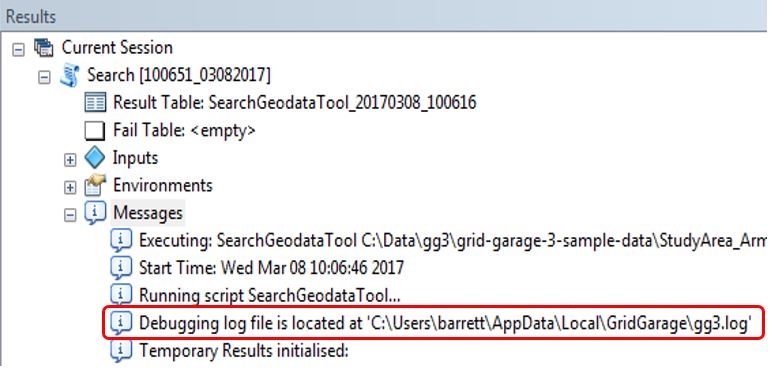 Results
Current Session
Search [100651_03082017]
Result Table: SearchGeodataTool_20170308_100616
Fail Table: <empty>
Inputs
Environments
Messages
Executing: SearchGeodataTool C:\Data\gg3\grid-garage-3-sample-data\StudyArea_Arm
Start Time: Wed Mar 08 10:06:46 2017
Running script SearchGeodataTool...
Debugging log file is located at 'C:\Users\barrett\AppData\Local\GridGarage\gg3.log'
Temporary Results initialised: